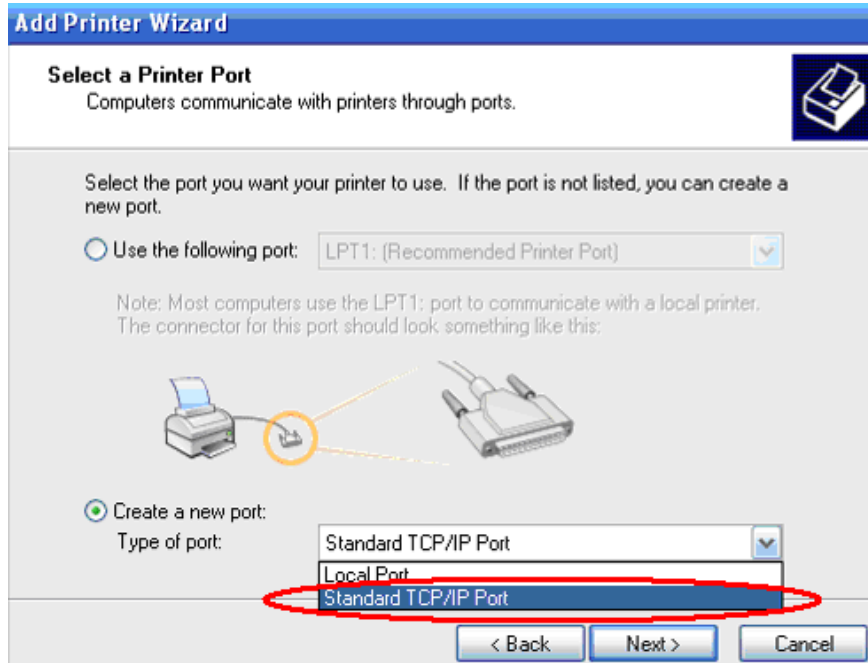 Add Printer Wizard
Select a Printer Port
Computers communicate with printers through ports.
Select the port you want your printer to use. If the port is not listed, you can create a
new port.
Use the following port: LPT1: (Recommended Printer Port)
Note: Most computers use the LPT1: port to communicate with a local printer.
The connector for this port should look something like this:
Create a new port:
Type of port: Standard TCP/IP Port
Local Port
Standard TCP/IP Port
< Back Next > Cancel